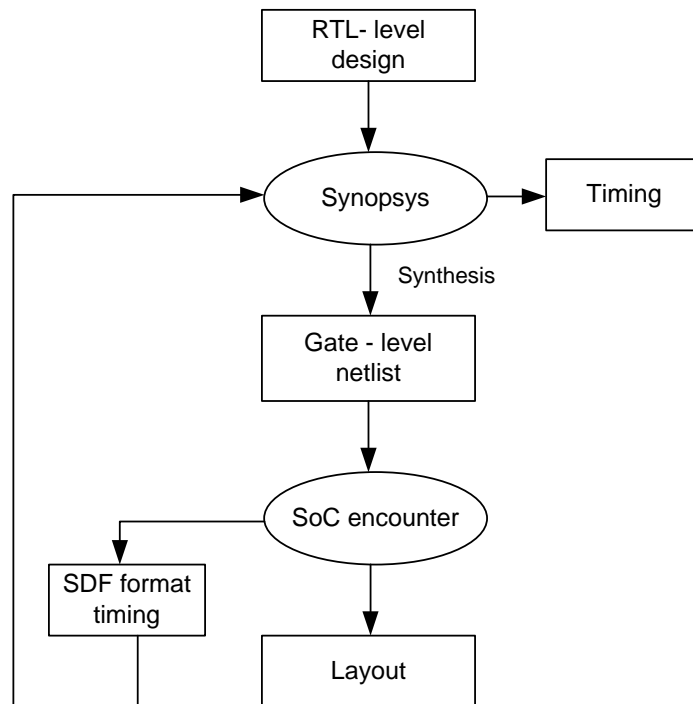 RTL- level
design
Synopsys
Timing
Synthesis
Gate - level
netlist
SoC encounter
SDF format
timing
Layout